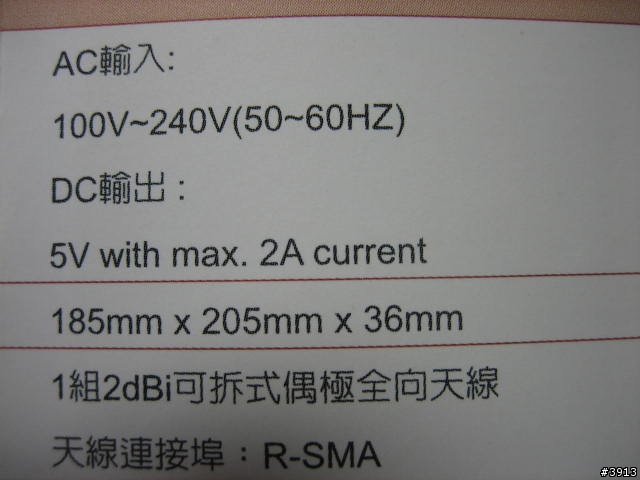 AC輸入:
100V~240V(50~60HZ)
DC輸出：
5V with max. 2A current
185mm x 205mm x 36mm
1組2dBi可拆式偶極全向天線
天線連接埠：R-SMA
#3913